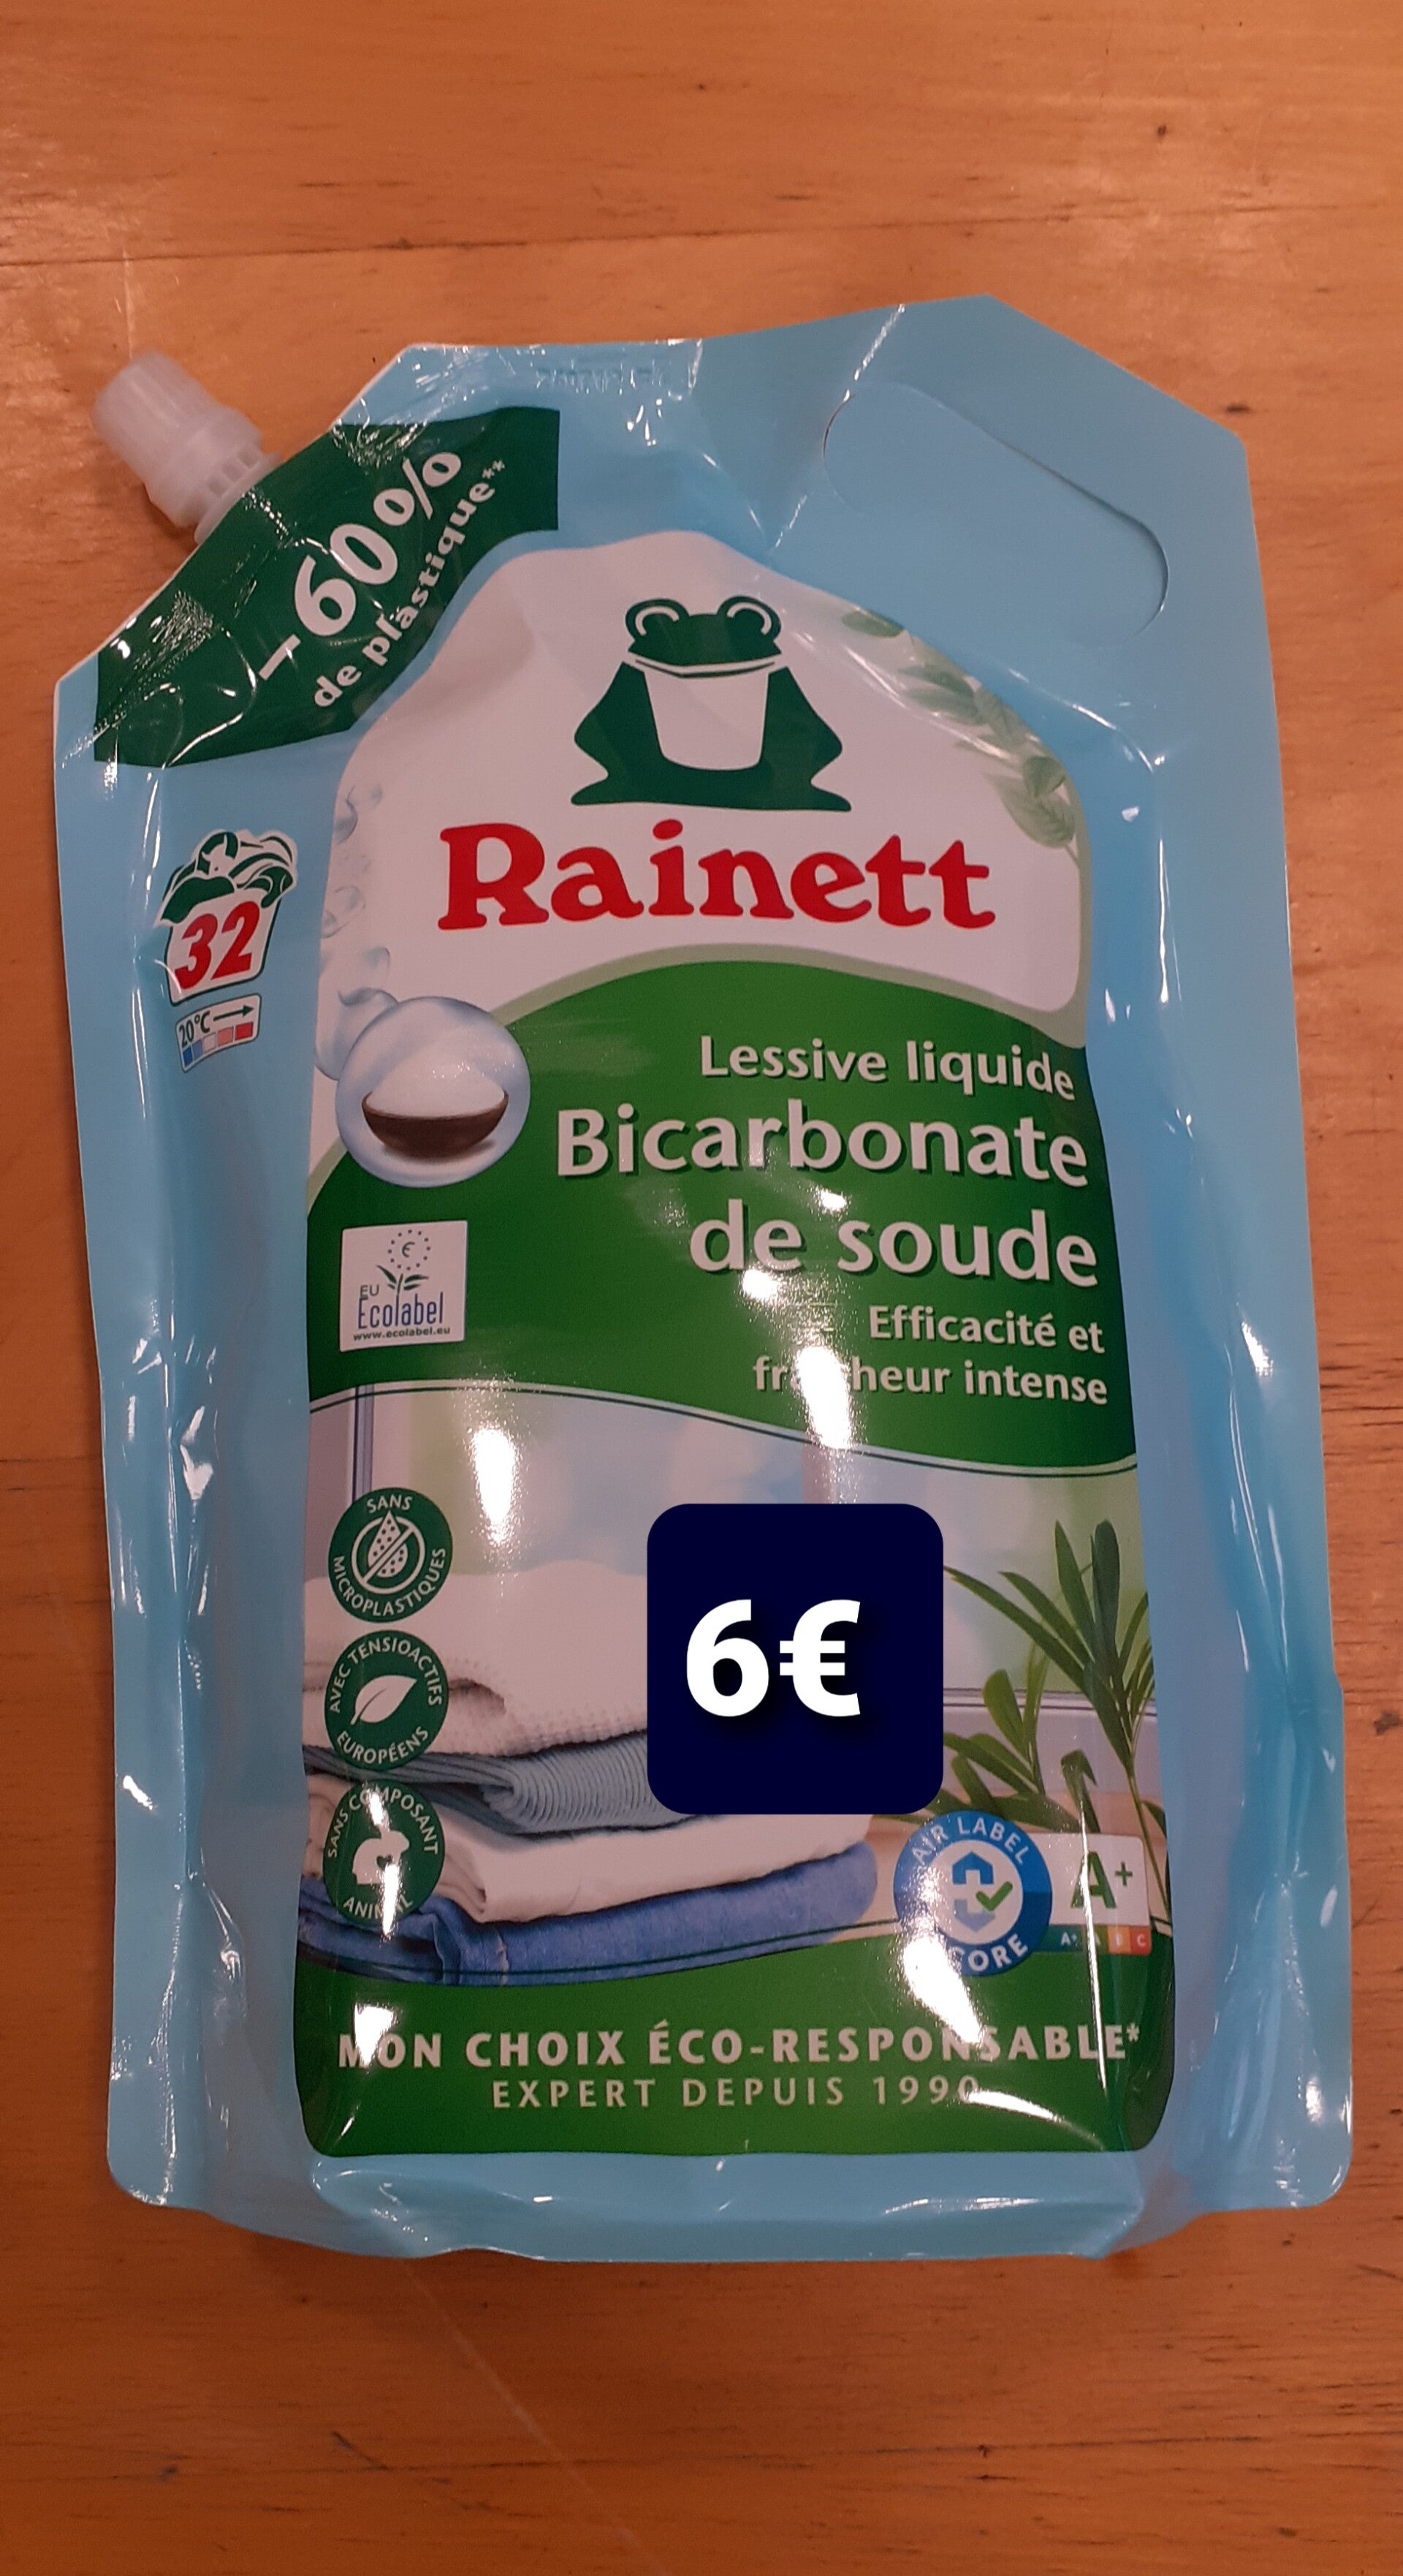 -60%
de plastique**
Rainett
32
20°C
Lessive liquide
Bicarbonate
de soude
Efficacité et
intense
EU
Ecolabel
www.ecolabel.eu
SANS
MICROPLASTIQUES
6€
AVEC TENSIOACTIFS
EUROPÉENS
SANS COMPOSANT
ANIMAL
AIR LABEL
SCORE
A+
A+
C
MON CHOIX ÉCO-RESPONSABLE*
EXPERT DEPUIS 1990